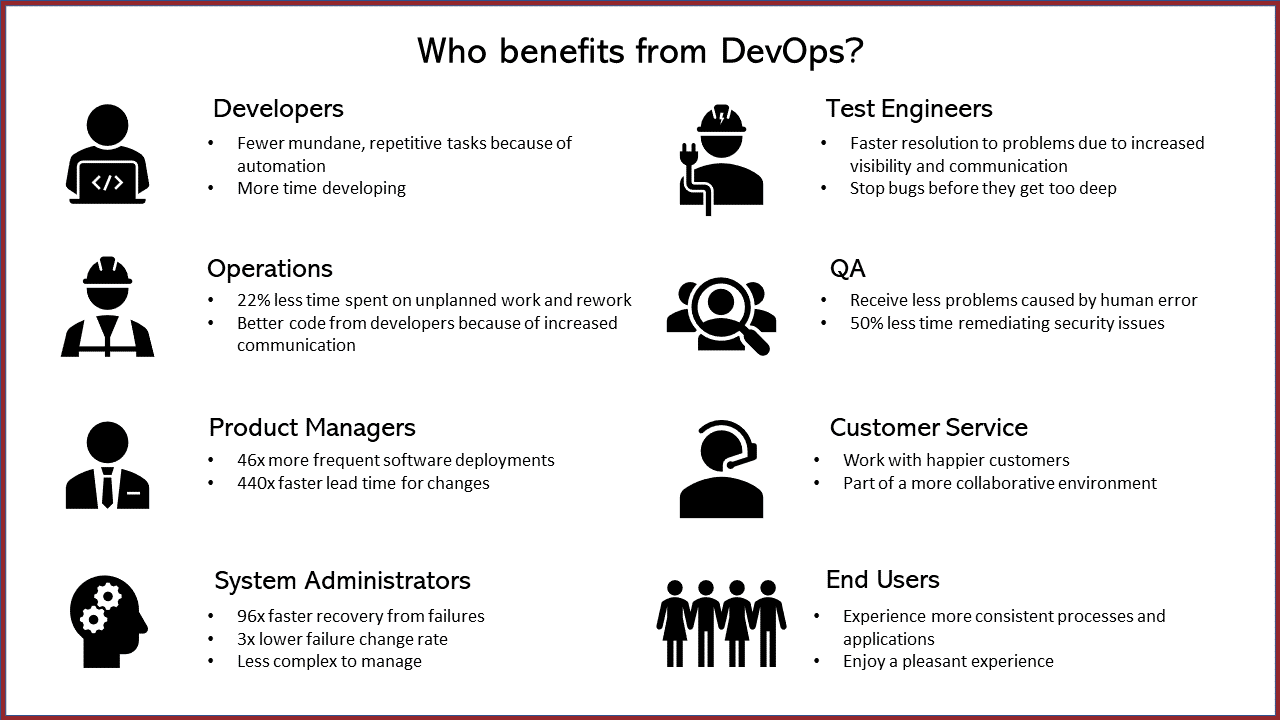 Who benefits from DevOps?
Developers
• Fewer mundane, repetitive tasks because of
automation
• More time developing
Test Engineers
• Faster resolution to problems due to increased
visibility and communication
• Stop bugs before they get too deep
Operations
• 22% less time spent on unplanned work and rework
• Better code from developers because of increased
communication
QA
• Receive less problems caused by human error
• 50% less time remediating security issues
Product Managers
• 46x more frequent software deployments
• 440x faster lead time for changes
Customer Service
• Work with happier customers
• Part of a more collaborative environment
System Administrators
• 96x faster recovery from failures
• 3x lower failure change rate
• Less complex to manage
End Users
• Experience more consistent processes and
applications
• Enjoy a pleasant experience